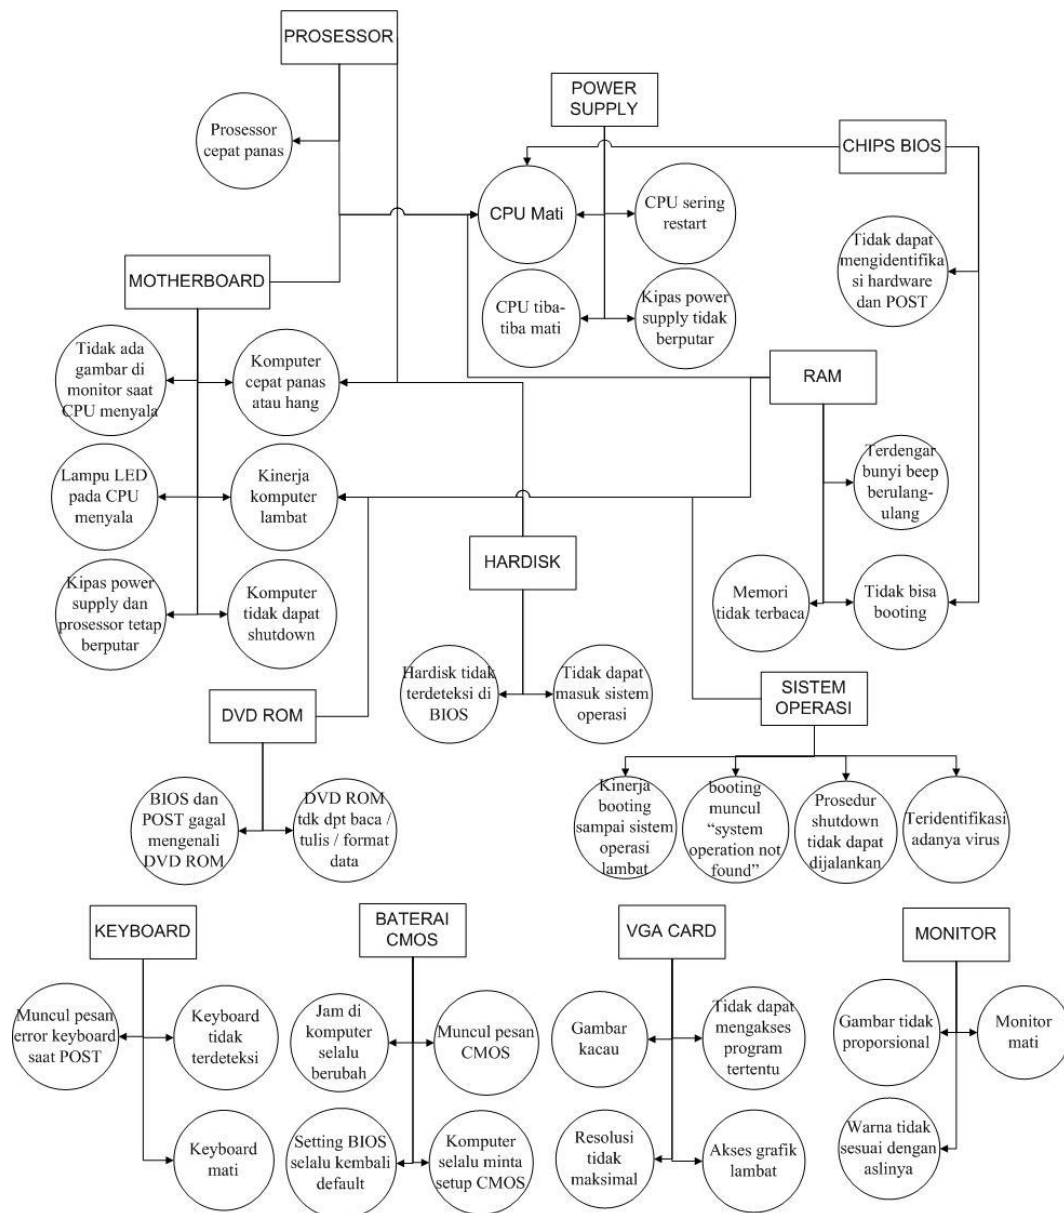 PROSESSOR
POWER
SUPPLY
Prosessor
cepat panas
CHIPS BIOS
CPU Mati
CPU sering
restart
Tidak dapat
mengidentifika
si hardware
dan POST
MOTHERBOARD
CPU tiba-
tiba mati
Kipas power
supply tidak
berputar
Tidak ada
gambar di
monitor saat
CPU menyala
Komputer
cepat panas
atau hang
RAM
Terdengar
bunyi beep
berulang-
ulang
Lampu LED
pada CPU
menyala
Kinerja
komputer
lambat
HARDISK
Kipas power
supply dan
prosessor tetap
berputar
Komputer
tidak dapat
shutdown
Memori
tidak terbaca
Tidak bisa
booting
Hardisk tidak
terdeteksi di
BIOS
Tidak dapat
masuk sistem
operasi
SISTEM
OPERASI
DVD ROM
BIOS dan
POST gagal
mengenali
DVD ROM
DVD ROM
tdk dpt baca /
tulis / format
data
Kinerja
booting
sampai sistem
operasi
lambat
booting
muncul
“system
operation not
found”
Prosedur
shutdown
tidak dapat
dijalankan
Teridentifikasi
adanya virus
KEYBOARD
BATERAI
CMOS
VGA CARD
MONITOR
Muncul pesan
error keyboard
saat POST
Keyboard
tidak
terdeteksi
Jam di
komputer
selalu
berubah
Muncul pesan
CMOS
Gambar
kacau
Tidak dapat
mengakses
program
tertentu
Gambar tidak
proporsional
Monitor
mati
Keyboard
mati
Setting BIOS
selalu kembali
default
Komputer
selalu minta
setup CMOS
Resolusi
tidak
maksimal
Akses grafik
lambat
Warna tidak
sesuai dengan
aslinya